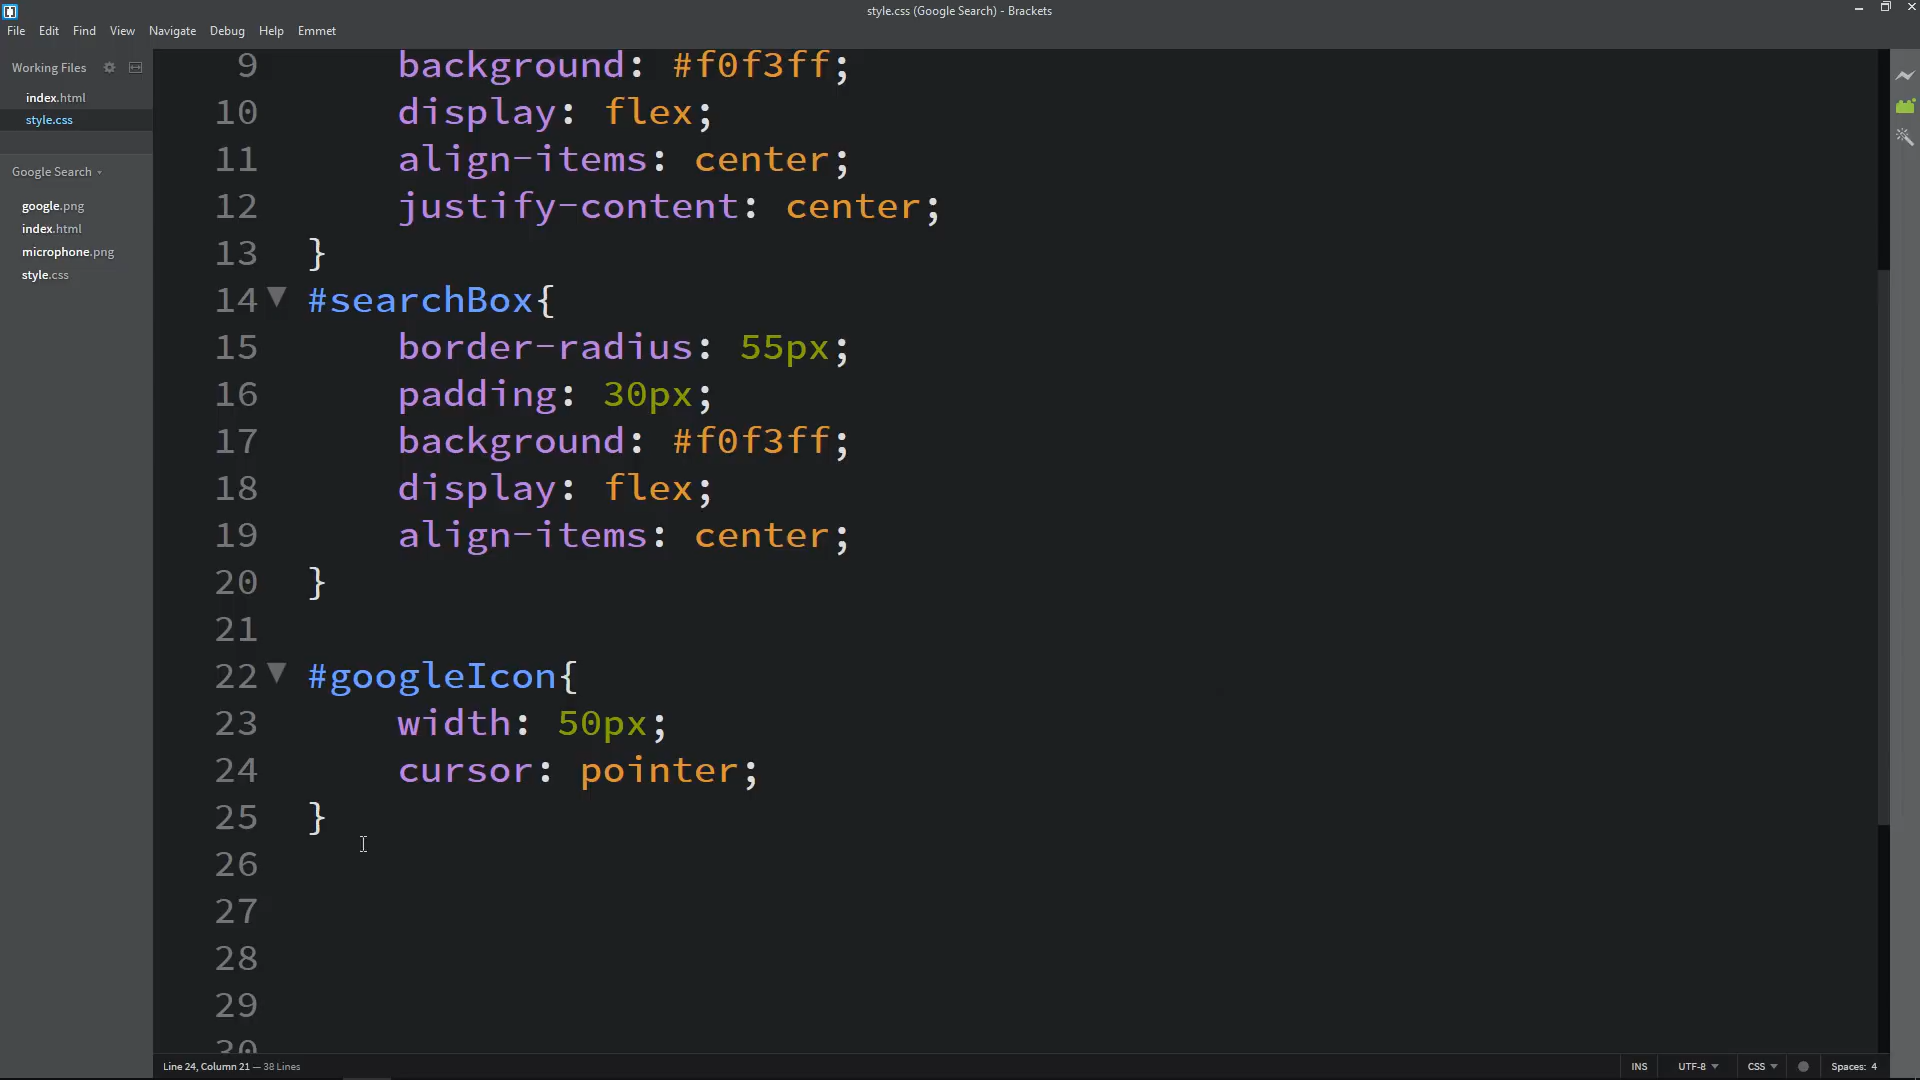 style.css (Google Search) - Brackets
File Edit Find View Navigate Debug Help Emmet
Working Files
index.html
style.css
Google Search
google.png
index.html
microphone.png
style.css
9 background: #f0f3ff;
10 display: flex;
11 align-items: center;
12 justify-content: center;
13 }
14 #searchBox{
15 border-radius: 55px;
16 padding: 30px;
17 background: #f0f3ff;
18 display: flex;
19 align-items: center;
20 }
21
22 #googleIcon{
23 width: 50px;
24 cursor: pointer;
25 }
26
27
28
29
30
Line 24, Column 21 — 38 Lines
INS UTF-8 CSS Spaces: 4